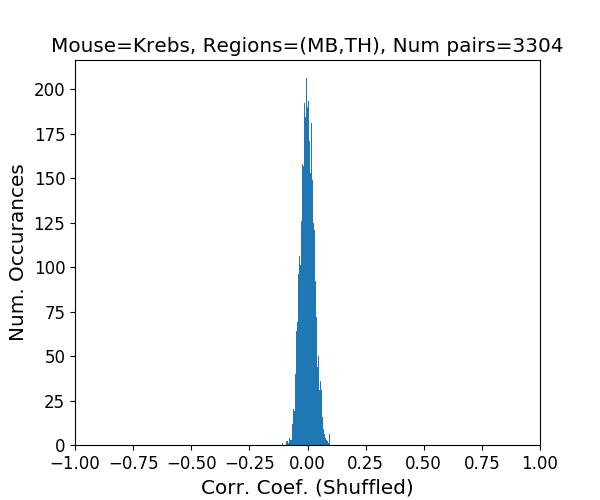 Mouse=Krebs, Regions=(MB,TH), Num pairs=3304
200
175
150
125
100
75
50
25
0
Num. Occurances
−1.00 −0.75 −0.50 −0.25 0.00 0.25 0.50 0.75 1.00
Corr. Coef. (Shuffled)